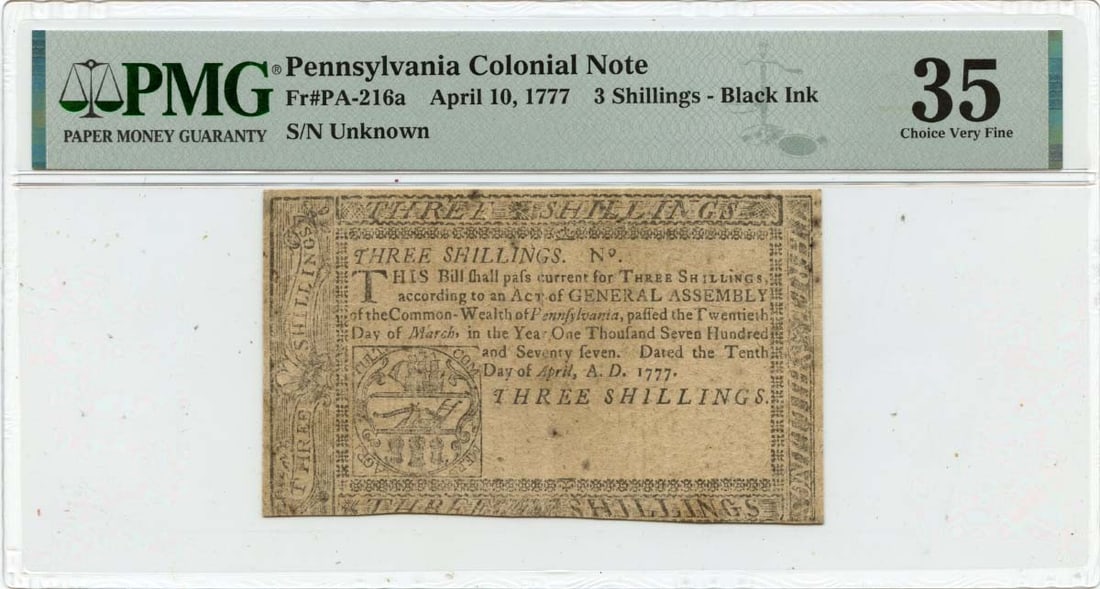 PMG® Pennsylvania Colonial Note
PAPER MONEY GUARANTY
Fr#PA-216a April 10, 1777 3 Shillings - Black Ink
S/N Unknown
35
Choice Very Fine
THREE SHILLINGS
THREE SHILLINGS
THREE SHILLINGS. Nº.
THIS Bill ſhall paſs current for THREE SHILLINGS,
according to an Act of GENERAL ASSEMBLY
of the Common-Wealth of Pennſylvania, paſſed the Twentieth
Day of March, in the Year One Thouſand Seven Hundred
and Seventy ſeven. Dated the Tenth
Day of April, A. D. 1777.
THREE SHILLINGS.
THREE SHILLINGS